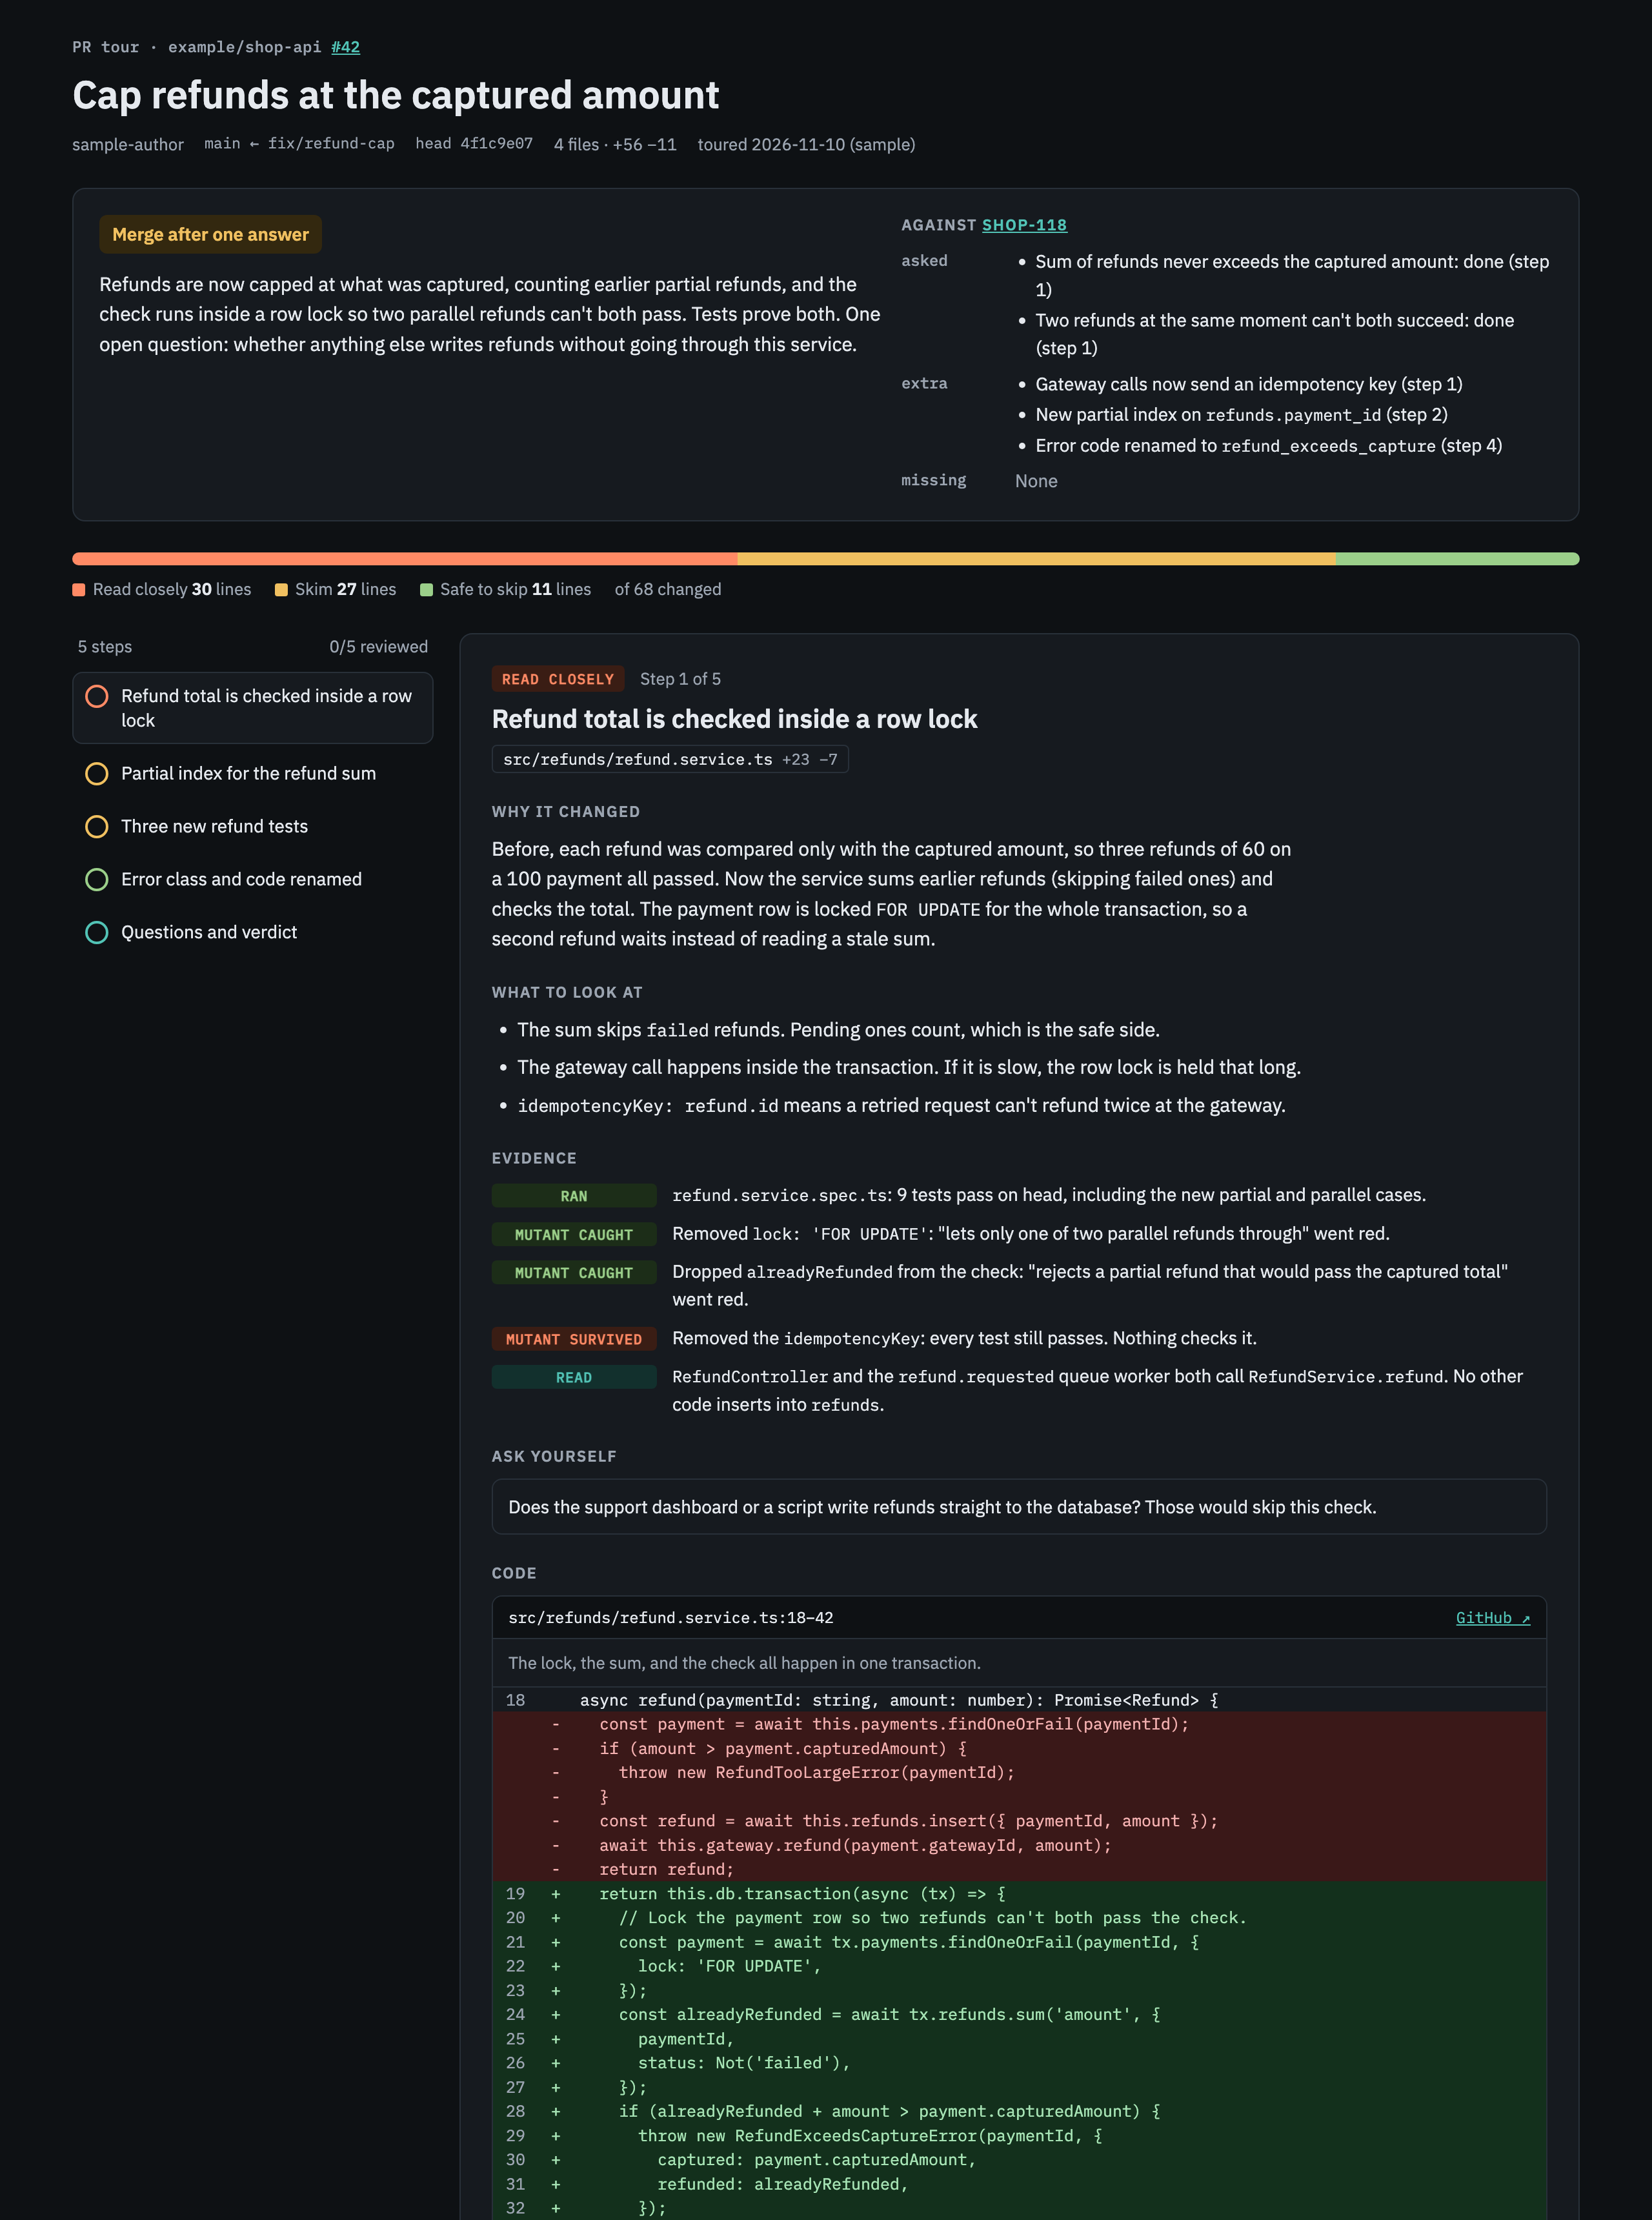 PR tour · example/shop-api #42
Cap refunds at the captured amount
sample-author main ← fix/refund-cap head 4f1c9e07 4 files · +56 −11 toured 2026-11-10 (sample)
Merge after one answer
Refunds are now capped at what was captured, counting earlier partial refunds, and the
check runs inside a row lock so two parallel refunds can't both pass. Tests prove both. One
open question: whether anything else writes refunds without going through this service.
AGAINST SHOP-118
asked
• Sum of refunds never exceeds the captured amount: done (step
1)
• Two refunds at the same moment can't both succeed: done
(step 1)
extra
• Gateway calls now send an idempotency key (step 1)
• New partial index on refunds.payment_id (step 2)
• Error code renamed to refund_exceeds_capture (step 4)
missing None
Read closely 30 lines Skim 27 lines Safe to skip 11 lines of 68 changed
5 steps 0/5 reviewed
Refund total is checked inside a row
lock
Partial index for the refund sum
Three new refund tests
Error class and code renamed
Questions and verdict
READ CLOSELY Step 1 of 5
Refund total is checked inside a row lock
src/refunds/refund.service.ts +23 −7
WHY IT CHANGED
Before, each refund was compared only with the captured amount, so three refunds of 60 on
a 100 payment all passed. Now the service sums earlier refunds (skipping failed ones) and
checks the total. The payment row is locked FOR UPDATE for the whole transaction, so a
second refund waits instead of reading a stale sum.
WHAT TO LOOK AT
• The sum skips failed refunds. Pending ones count, which is the safe side.
• The gateway call happens inside the transaction. If it is slow, the row lock is held that long.
• idempotencyKey: refund.id means a retried request can't refund twice at the gateway.
EVIDENCE
RAN refund.service.spec.ts: 9 tests pass on head, including the new partial and parallel cases.
MUTANT CAUGHT Removed lock: 'FOR UPDATE': "lets only one of two parallel refunds through" went red.
MUTANT CAUGHT Dropped alreadyRefunded from the check: "rejects a partial refund that would pass the captured total"
went red.
MUTANT SURVIVED Removed the idempotencyKey: every test still passes. Nothing checks it.
READ RefundController and the refund.requested queue worker both call RefundService.refund. No other
code inserts into refunds.
ASK YOURSELF
Does the support dashboard or a script write refunds straight to the database? Those would skip this check.
CODE
src/refunds/refund.service.ts:18–42 GitHub ↗
The lock, the sum, and the check all happen in one transaction.
18 async refund(paymentId: string, amount: number): Promise<Refund> {
- const payment = await this.payments.findOneOrFail(paymentId);
- if (amount > payment.capturedAmount) {
- throw new RefundTooLargeError(paymentId);
- }
- const refund = await this.refunds.insert({ paymentId, amount });
- await this.gateway.refund(payment.gatewayId, amount);
- return refund;
19 + return this.db.transaction(async (tx) => {
20 + // Lock the payment row so two refunds can't both pass the check.
21 + const payment = await tx.payments.findOneOrFail(paymentId, {
22 + lock: 'FOR UPDATE',
23 + });
24 + const alreadyRefunded = await tx.refunds.sum('amount', {
25 + paymentId,
26 + status: Not('failed'),
27 + });
28 + if (alreadyRefunded + amount > payment.capturedAmount) {
29 + throw new RefundExceedsCaptureError(paymentId, {
30 + captured: payment.capturedAmount,
31 + refunded: alreadyRefunded,
32 + });